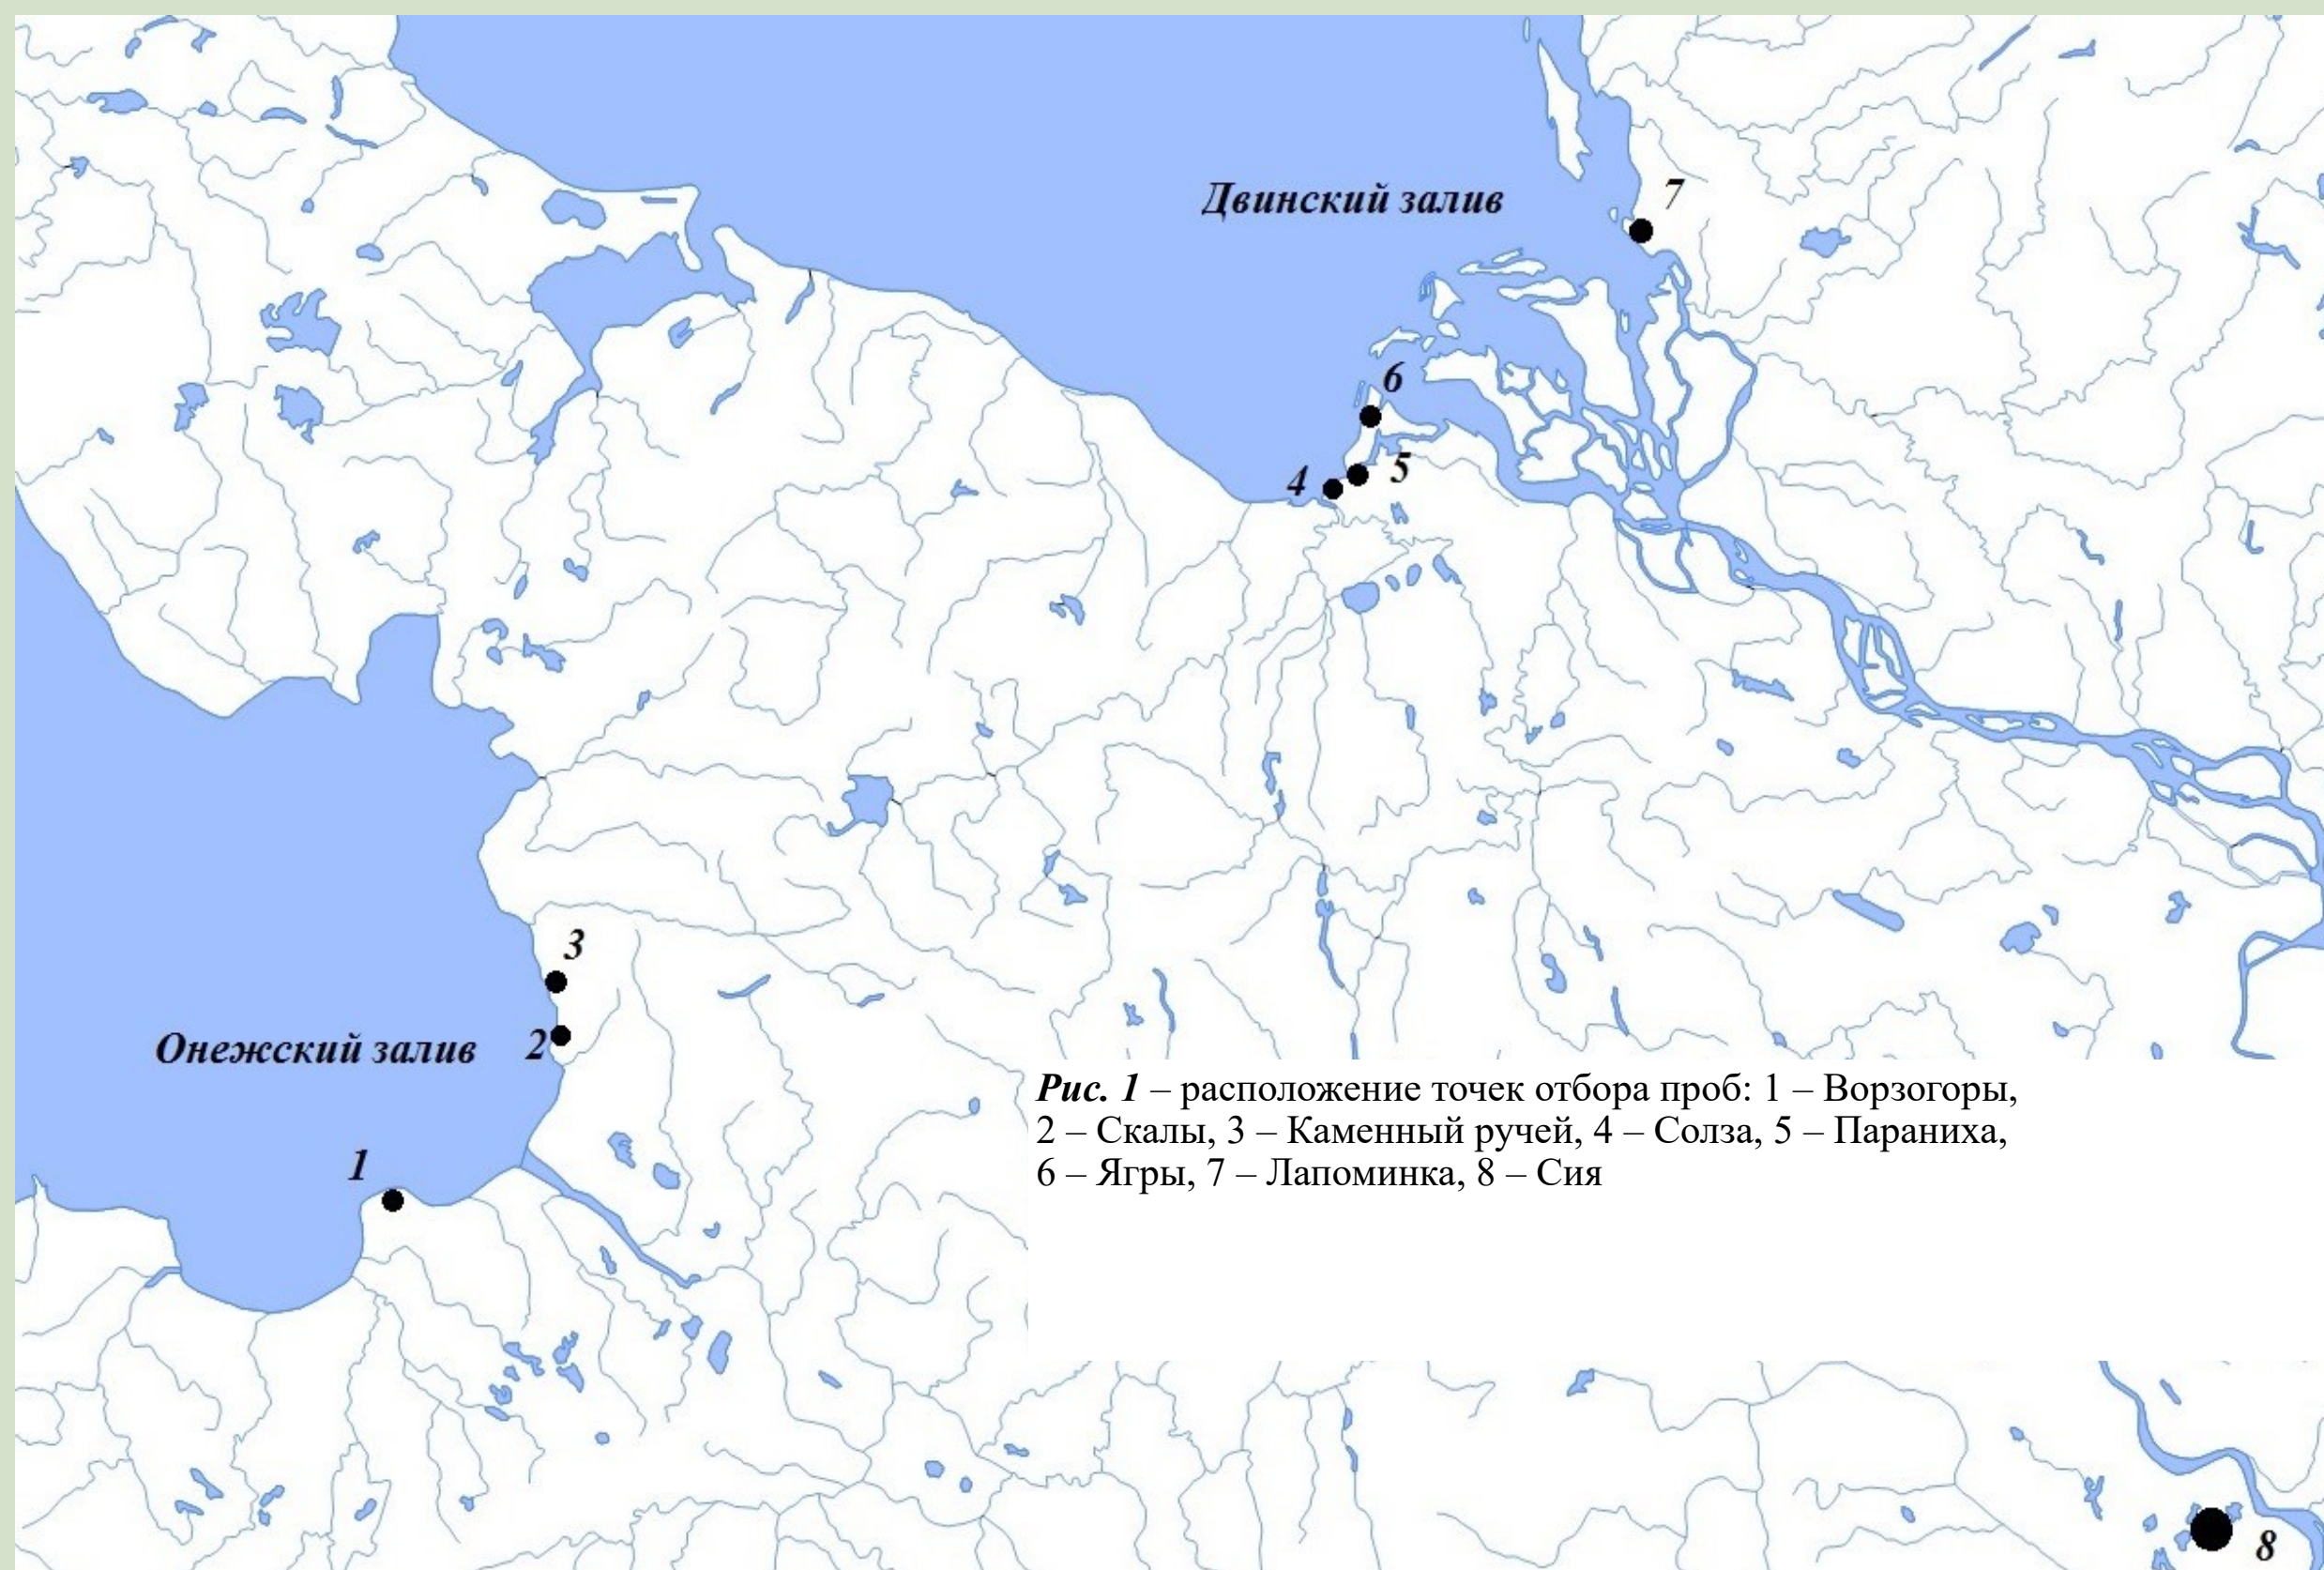 Двинский залив
7
6
4
5
3
Онежский залив
2
1
Рис. 1 – расположение точек отбора проб: 1 – Ворзогоры,
2 – Скалы, 3 – Каменный ручей, 4 – Солза, 5 – Параниха,
6 – Ягры, 7 – Лапоминка, 8 – Сия
8